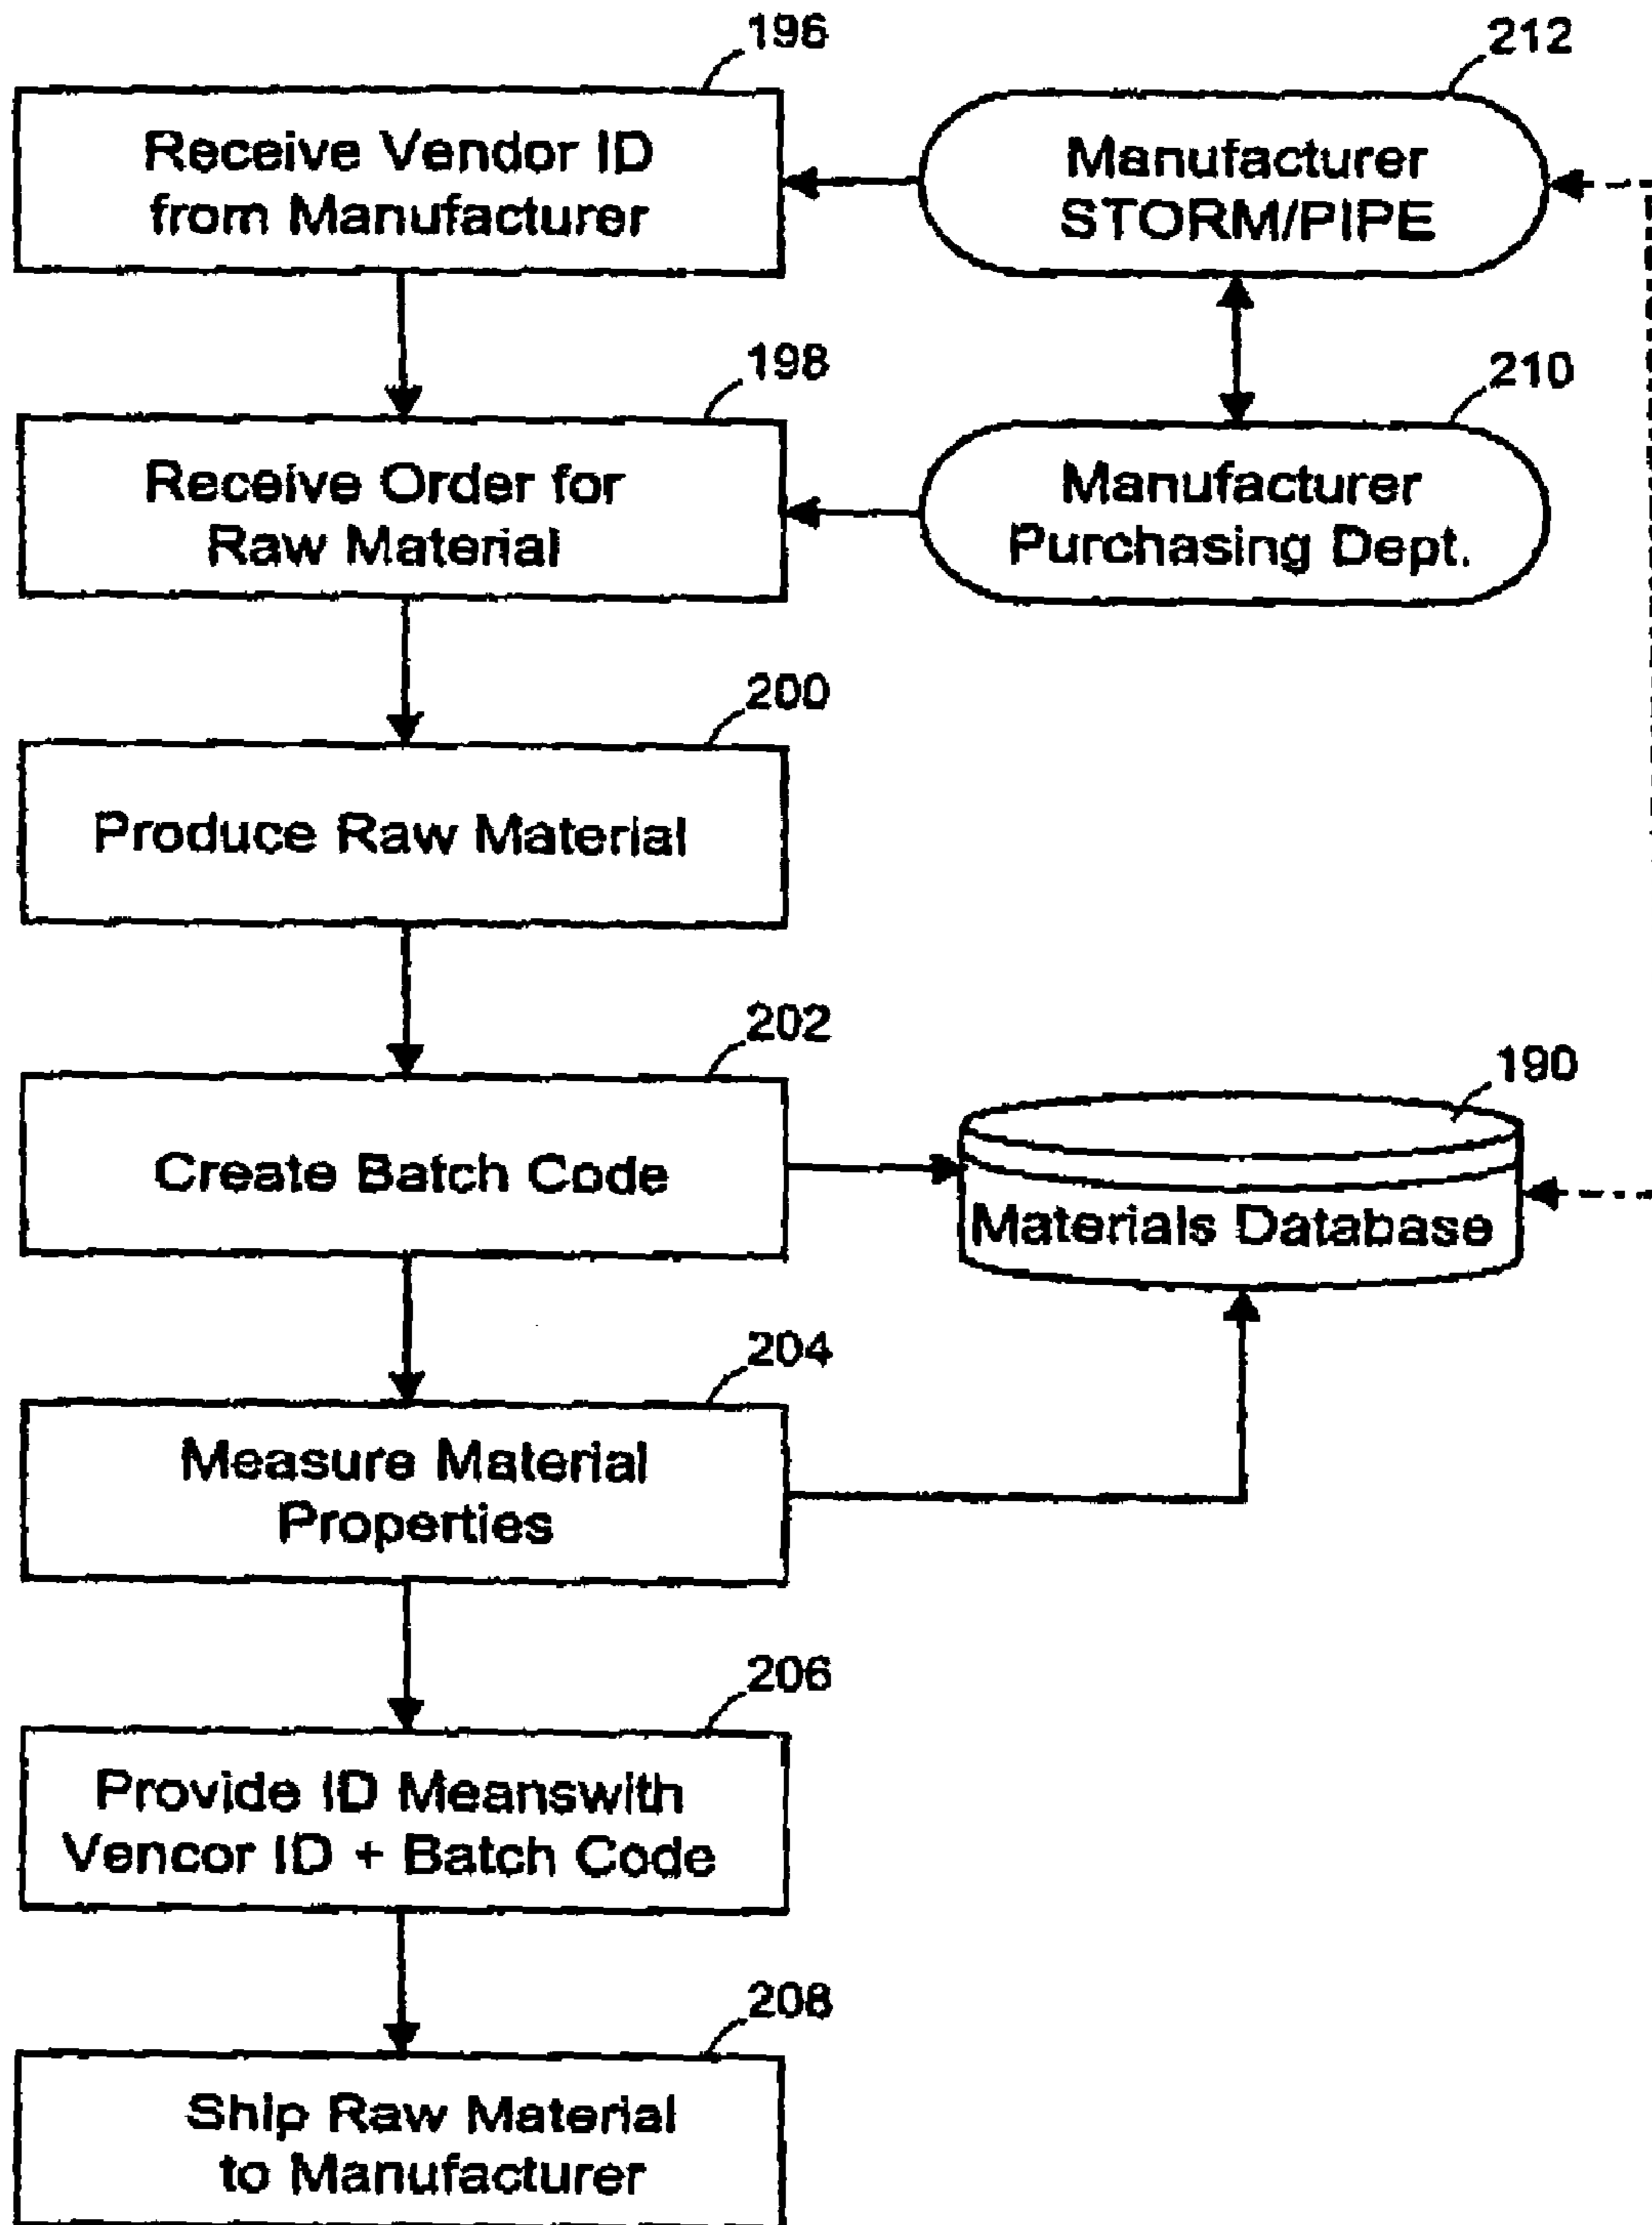 196
Receive Vendor ID
from Manufacturer
212
Manufacturer
STORM/PIPE
198
Receive Order for
Raw Material
210
Manufacturer
Purchasing Dept.
200
Produce Raw Material
202
Create Batch Code
190
Materials Database
204
Measure Material
Properties
206
Provide ID Meanswith
Vencor ID + Batch Code
208
Ship Raw Material
to Manufacturer